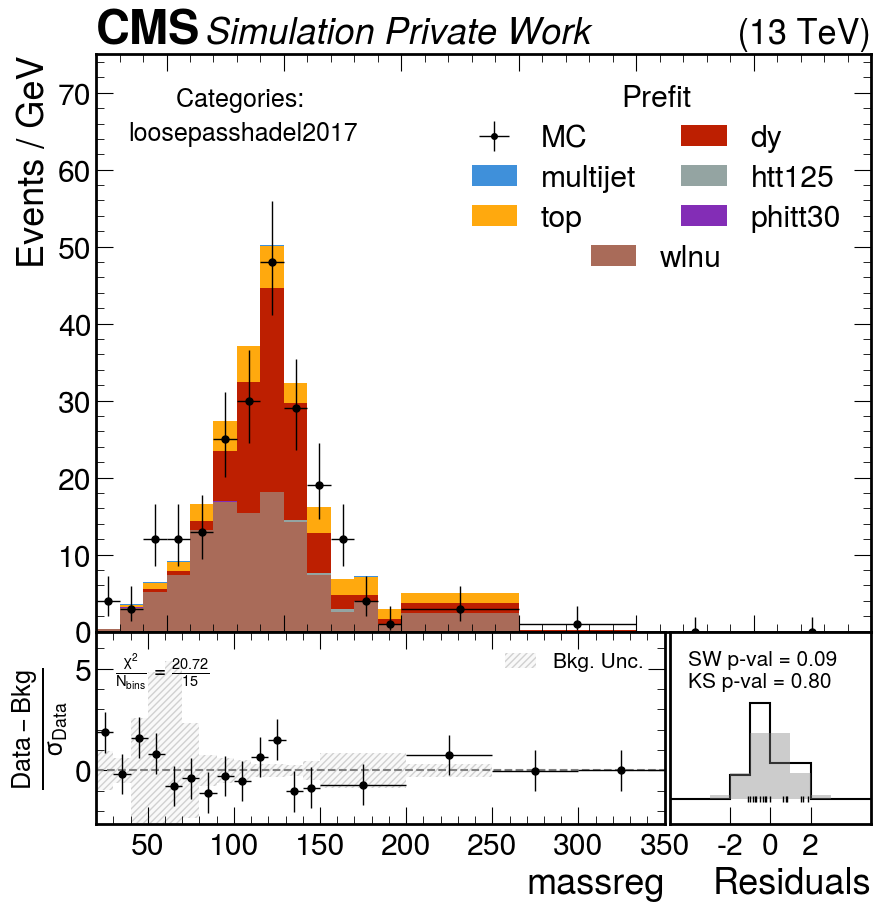 CMS Simulation Private Work (13 TeV)
Events / GeV
70
60
50
40
30
20
10
0
Categories:
loosepasshadel2017
Prefit
MC dy
multijet htt125
top phitt30
wlnu
Data – Bkg
σData
5
0
χ²
Nbins
= 20.72
15
Bkg. Unc.
SW p-val = 0.09
KS p-val = 0.80
50 100 150 200 250 300 350 -2 0 2
massreg Residuals